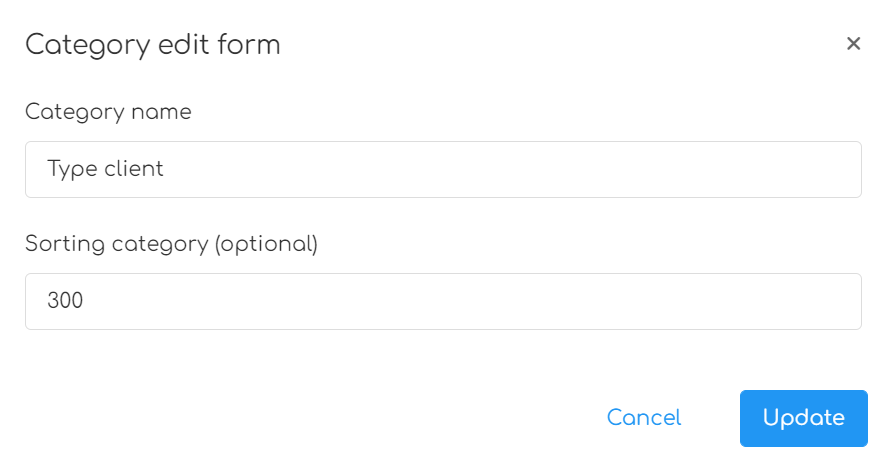 Category edit form
×
Category name
Type client
Sorting category (optional)
300
Cancel
Update